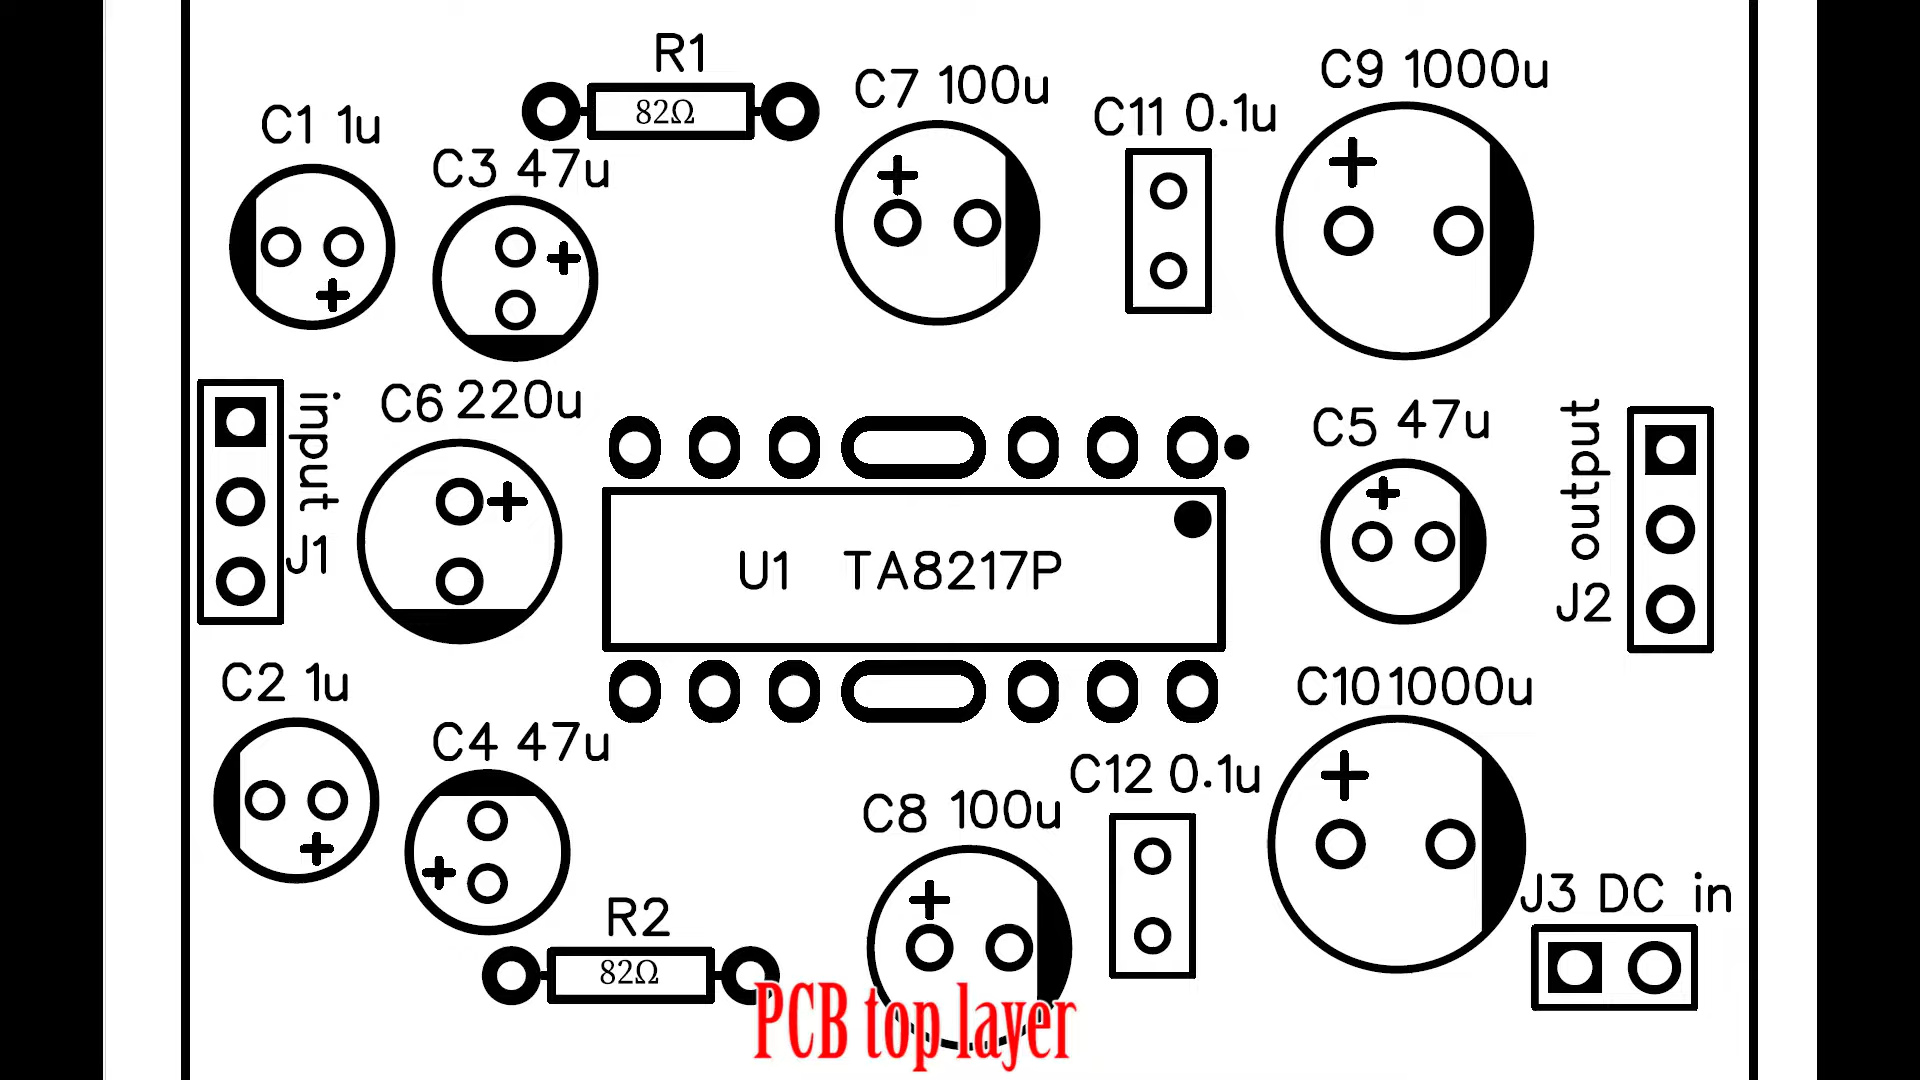 R1
82Ω
C7 100u
C9 1000u
C11 0.1u
C1 1u
C3 47u
+
+
+
+
input
J1
C6 220u
+
C5 47u
+
output
J2
U1 TA8217P
C2 1u
+
C4 47u
+
C10 1000u
+
C12 0.1u
C8 100u
+
J3 DC in
R2
82Ω
PCB top layer